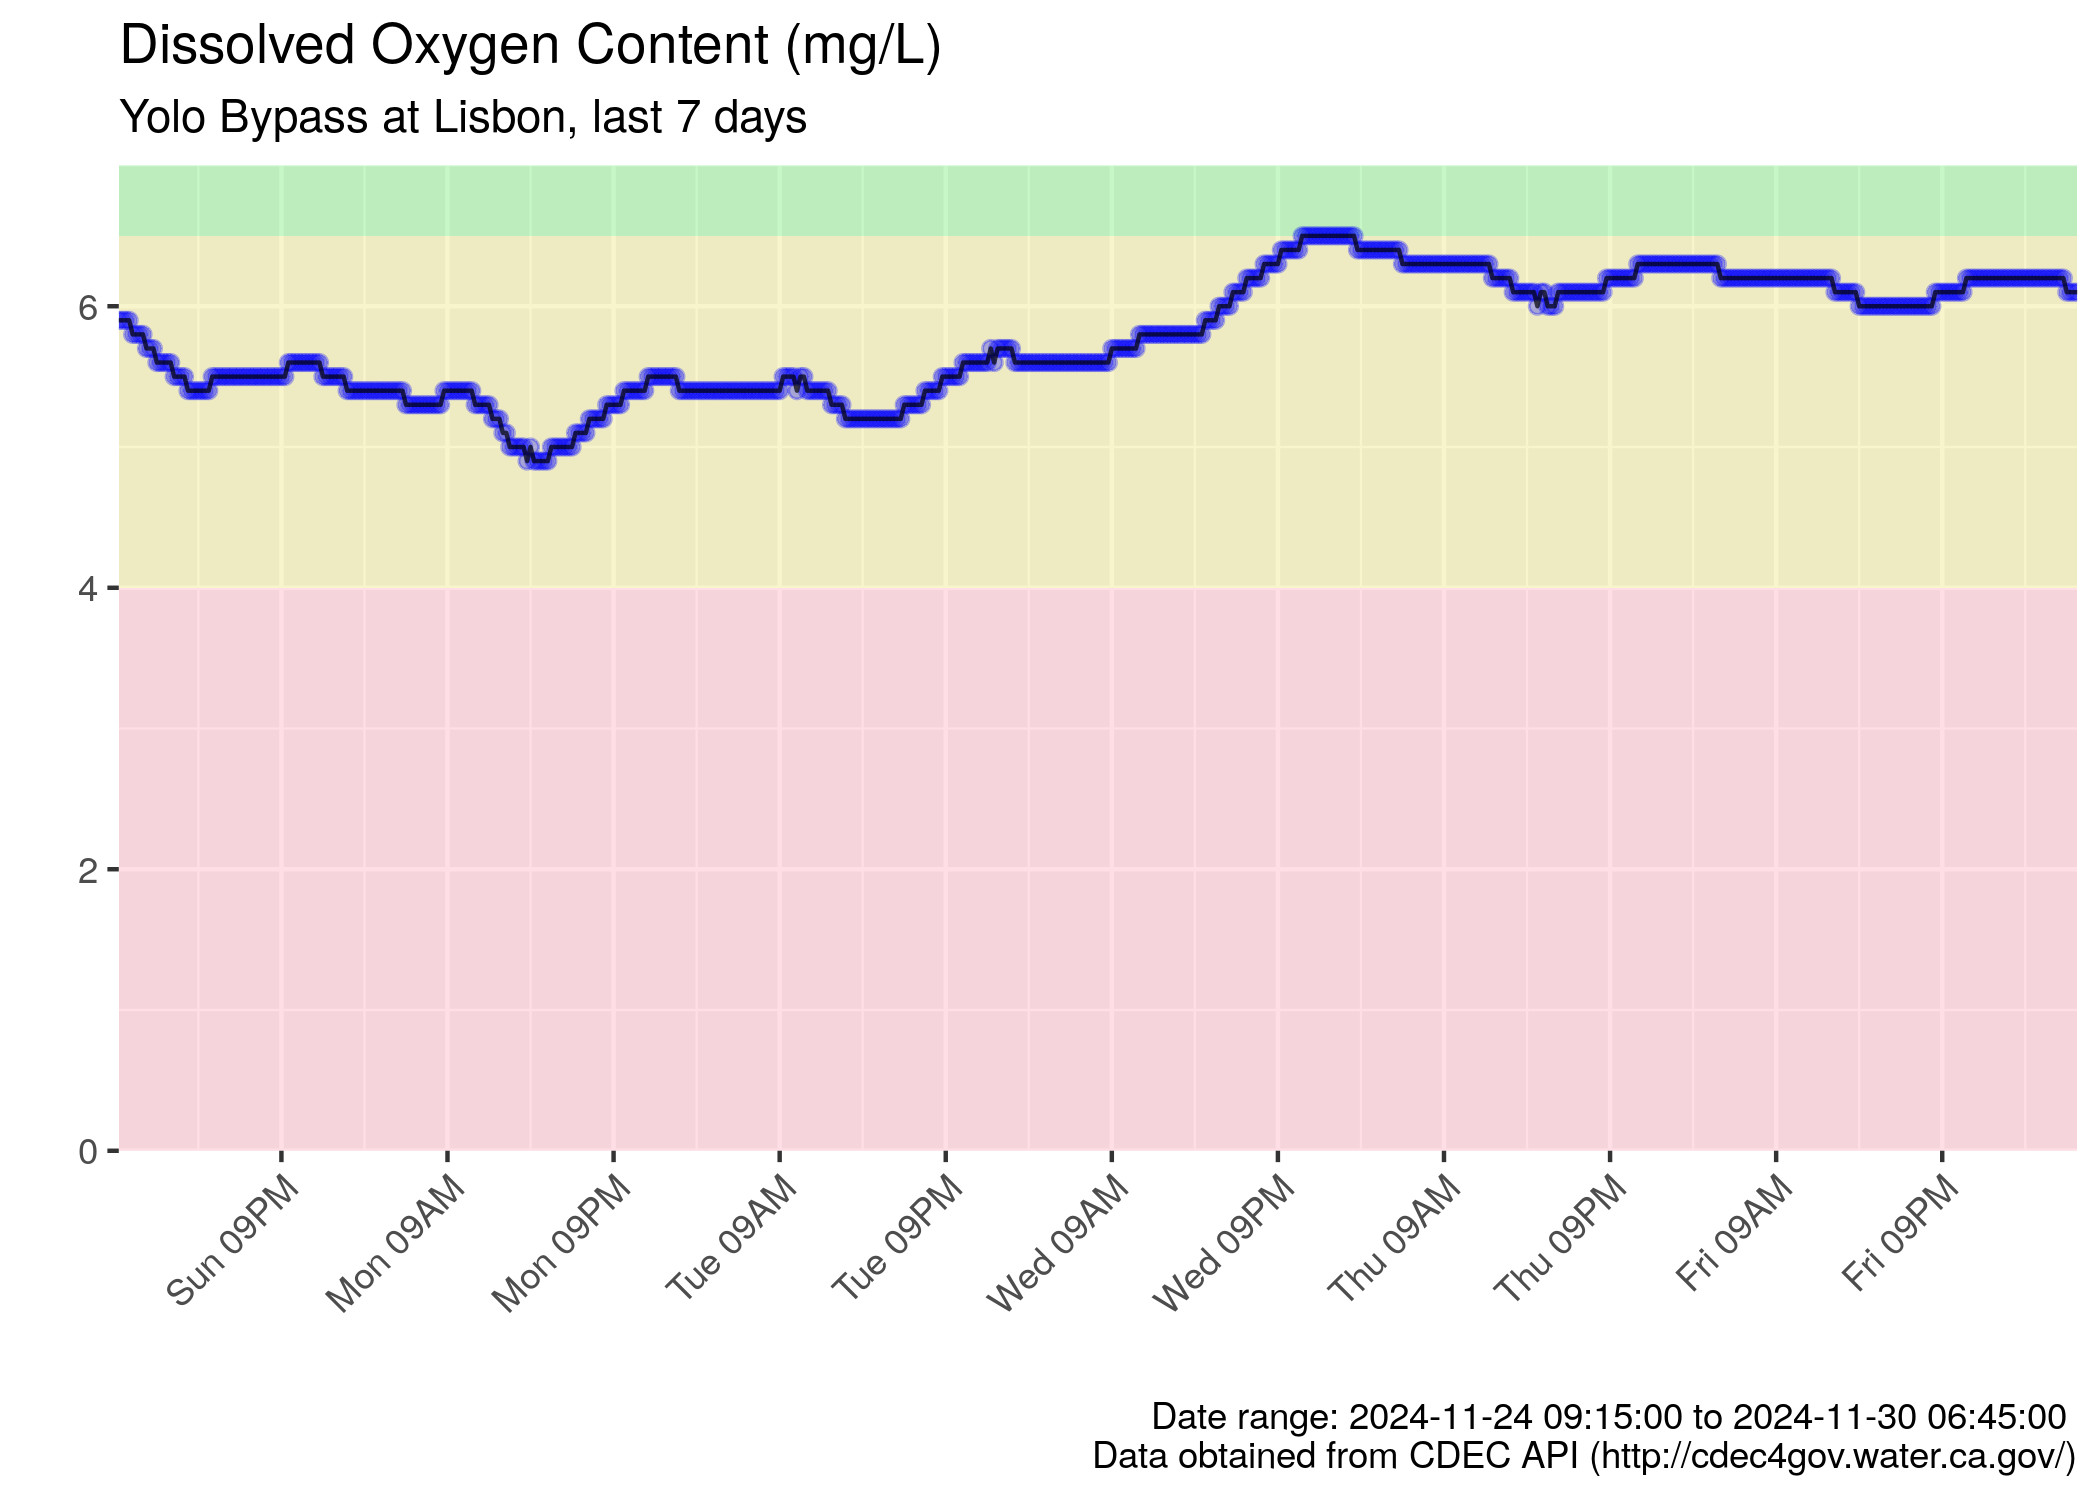 Dissolved Oxygen Content (mg/L)
Yolo Bypass at Lisbon, last 7 days
6
4
2
0
Sun 09PM
Mon 09AM
Mon 09PM
Tue 09AM
Tue 09PM
Wed 09AM
Wed 09PM
Thu 09AM
Thu 09PM
Fri 09AM
Fri 09PM
Date range: 2024-11-24 09:15:00 to 2024-11-30 06:45:00
Data obtained from CDEC API (http://cdec4gov.water.ca.gov/)